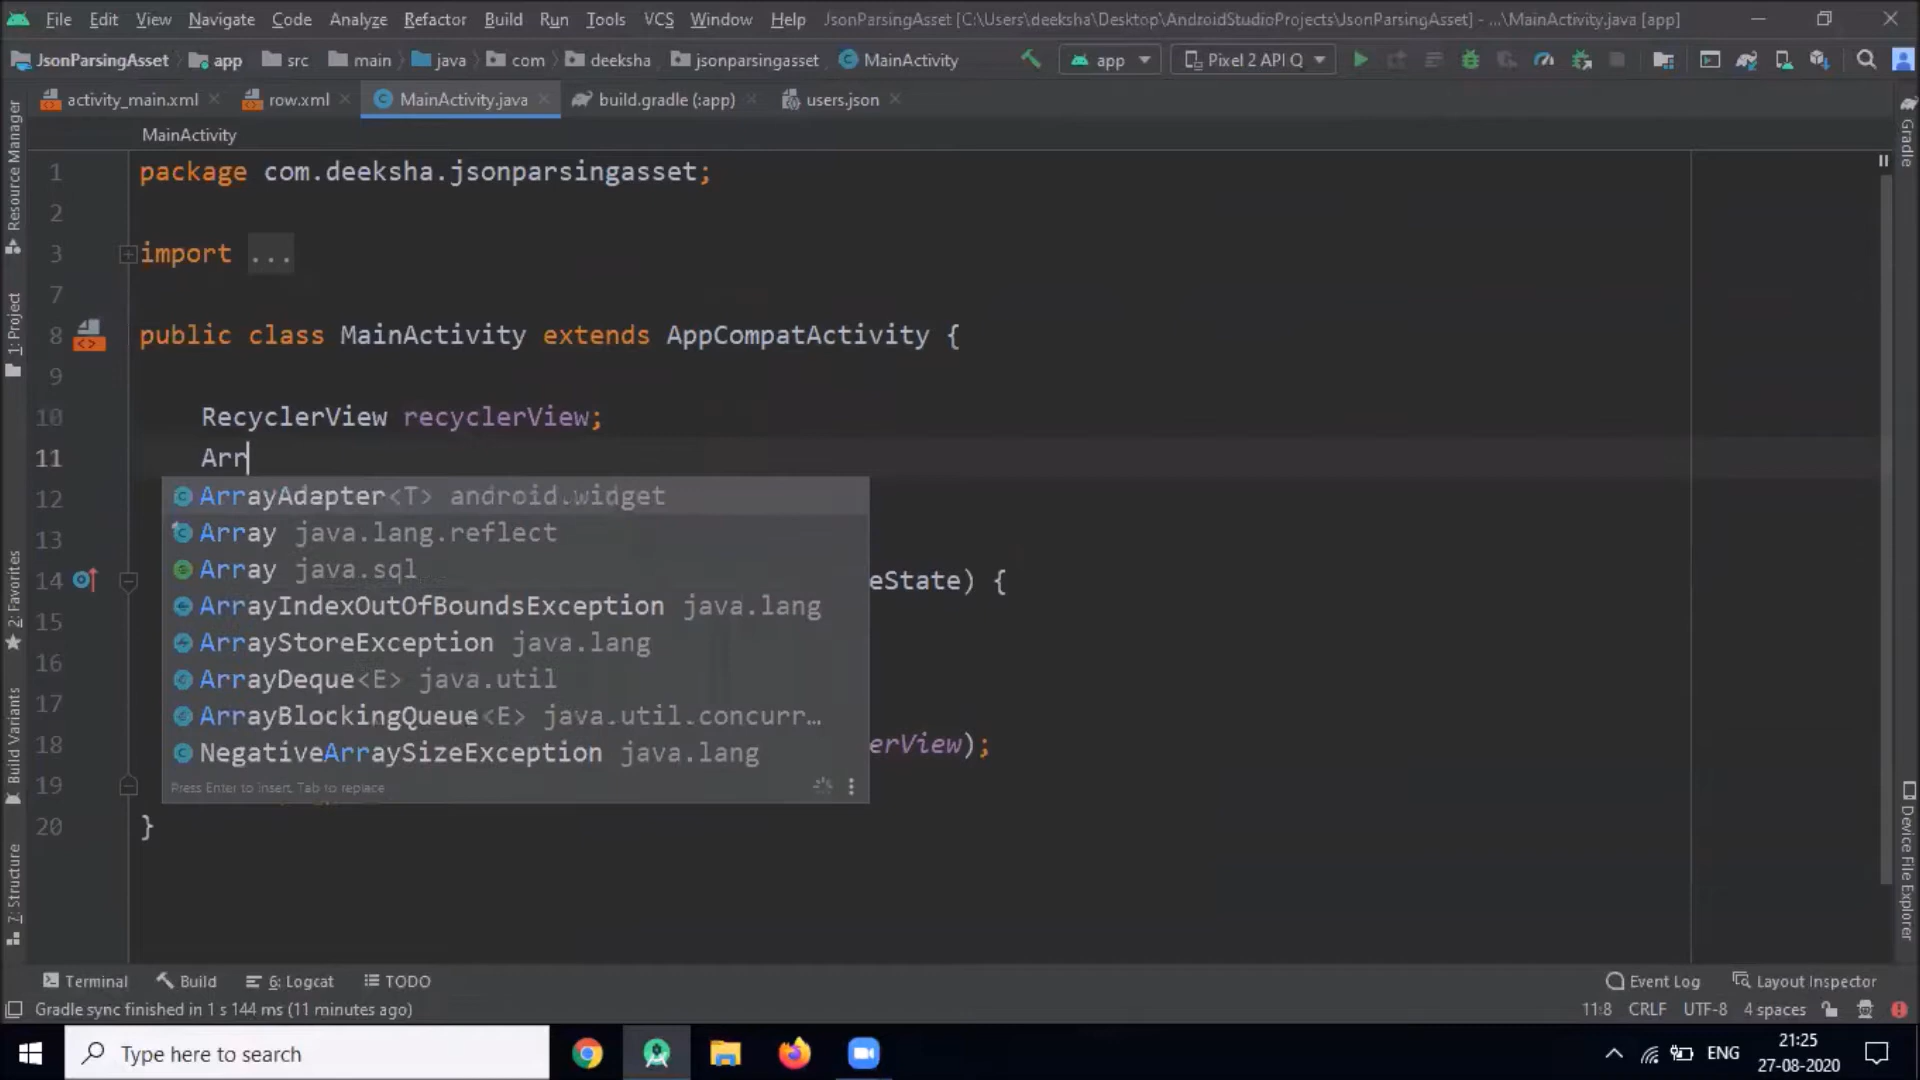 File Edit View Navigate Code Analyze Refactor Build Run Tools VCS Window Help JsonParsingAsset [C:\Users\deeksha\Desktop\AndroidStudioProjects\JsonParsingAsset] - ...\MainActivity.java [app]
JsonParsingAsset app src main java com deeksha jsonparsingasset MainActivity app Pixel 2 API Q
activity_main.xml row.xml MainActivity.java build.gradle (:app) users.json
MainActivity
1 package com.deeksha.jsonparsingasset;
2
3 import ...
7
8 public class MainActivity extends AppCompatActivity {
9
10 RecyclerView recyclerView;
11 Arr
12 ArrayAdapter<T> android.widget
Array java.lang.reflect
13
Array java.sql
14 eState) {
ArrayIndexOutOfBoundsException java.lang
15
ArrayStoreException java.lang
16
ArrayDeque<E> java.util
17
ArrayBlockingQueue<E> java.util.concurr...
18 erView);
NegativeArraySizeException java.lang
19
Press Enter to insert, Tab to replace
20 }
Resource Manager
1: Project
2: Favorites
Build Variants
7: Structure
Gradle
Device File Explorer
Terminal Build 6: Logcat TODO Event Log Layout Inspector
Gradle sync finished in 1 s 144 ms (11 minutes ago) 11:8 CRLF UTF-8 4 spaces
Type here to search ENG 21:25
27-08-2020